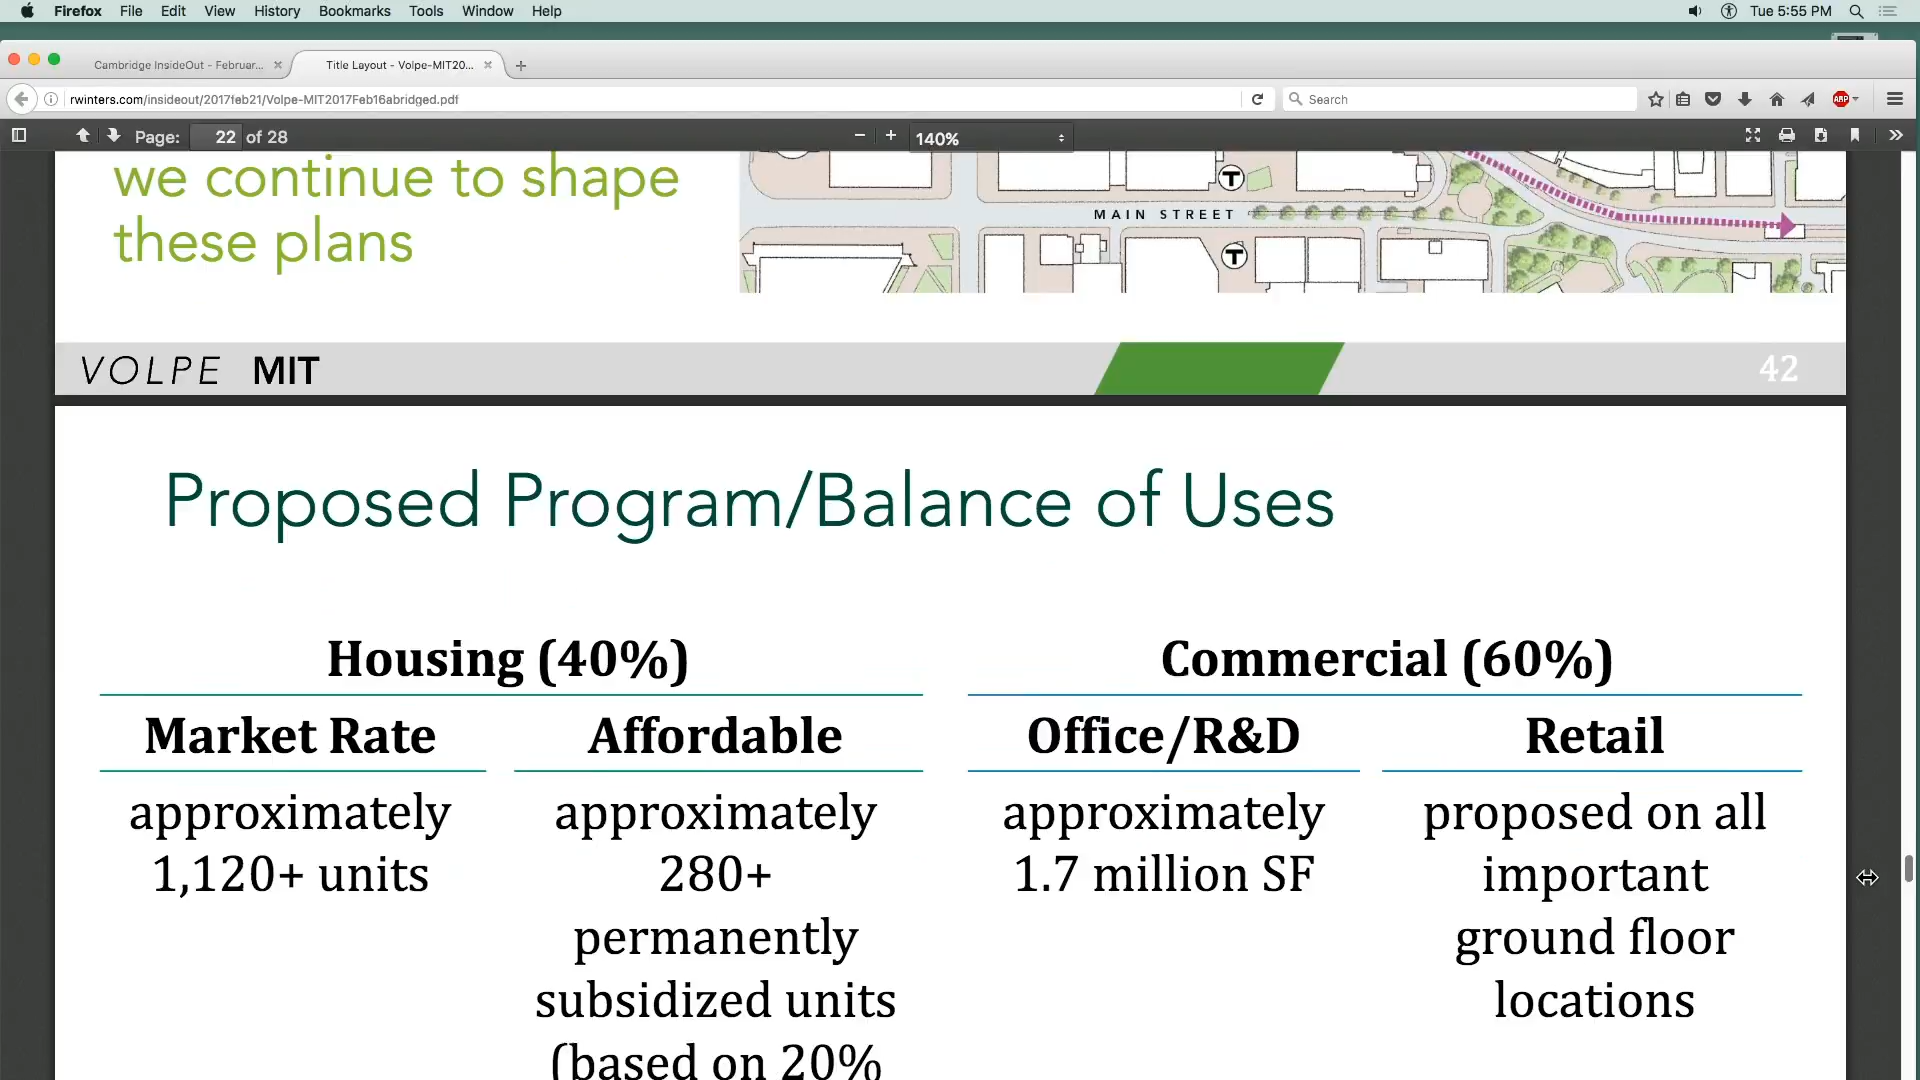 Firefox File Edit View History Bookmarks Tools Window Help Tue 5:55 PM
Cambridge InsideOut - Februar... Title Layout - Volpe-MIT20...
rwinters.com/insideout/2017feb21/Volpe-MIT2017Feb16abridged.pdf Search ABP
Page: 22 of 28 140%
we continue to shape
these plans
MAIN STREET
T
T
VOLPE MIT 42
Proposed Program/Balance of Uses
Housing (40%) Commercial (60%)
Market Rate Affordable Office/R&D Retail
approximately
1,120+ units
approximately
280+
permanently
subsidized units
(based on 20%
approximately
1.7 million SF
proposed on all
important
ground floor
locations